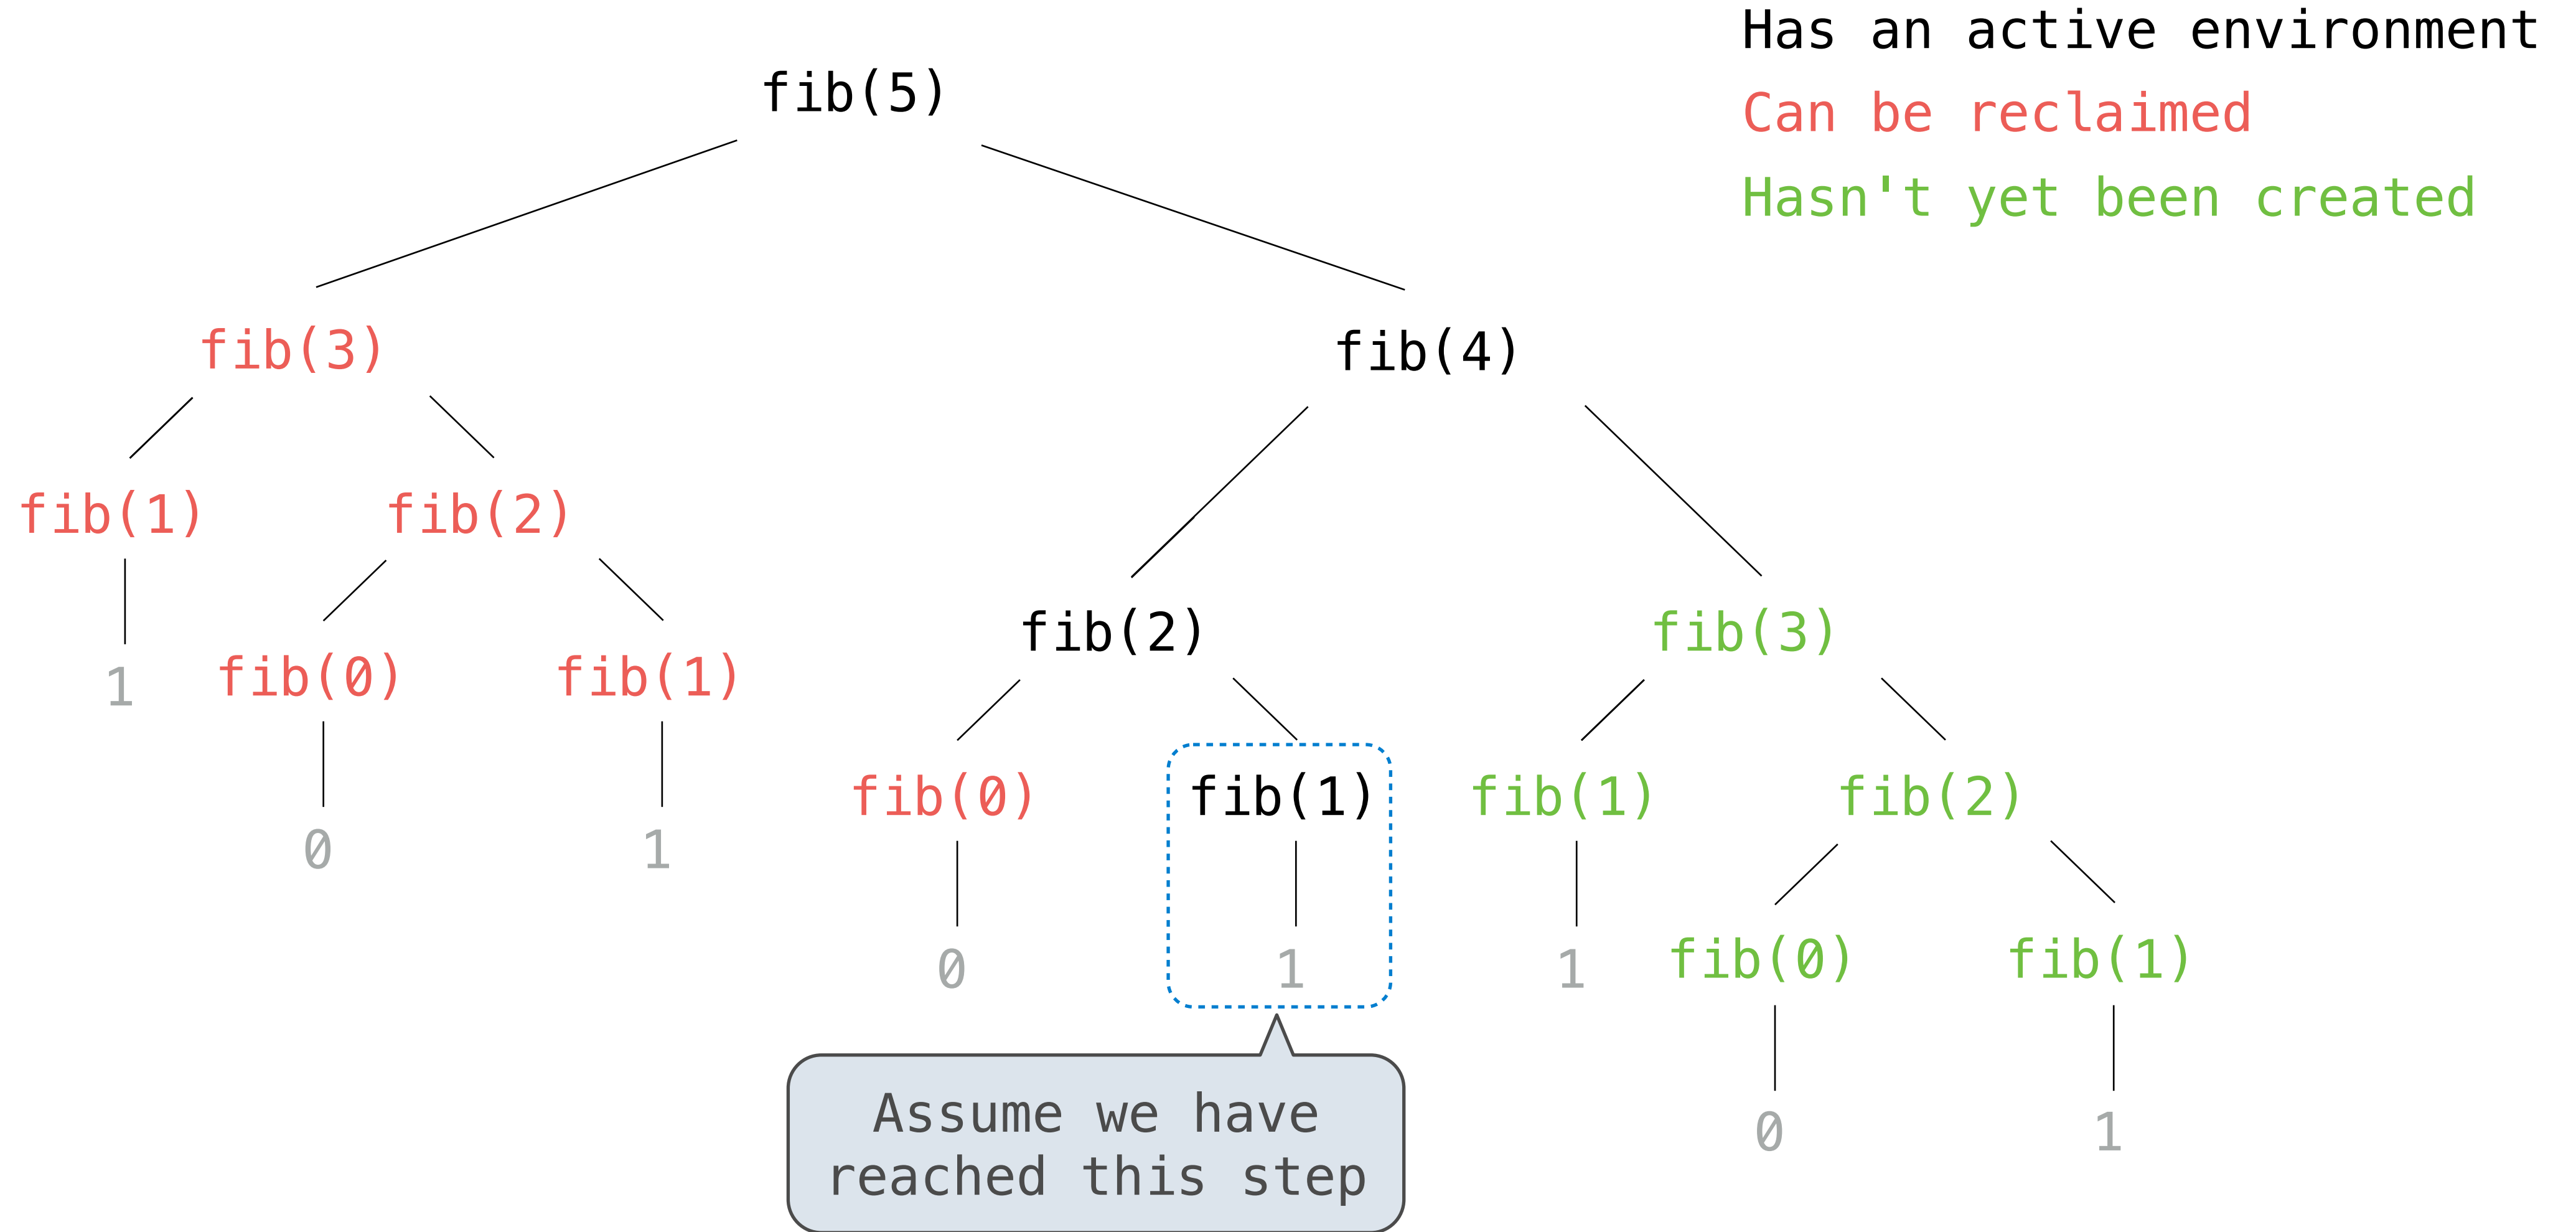 Has an active environment
Can be reclaimed
Hasn't yet been created
fib(5)
fib(3)
fib(4)
fib(1)
fib(2)
fib(2)
fib(3)
1
fib(0)
fib(1)
fib(0)
fib(1)
fib(1)
fib(2)
0
1
0
1
1
fib(0)
fib(1)
0
1
Assume we have
reached this step